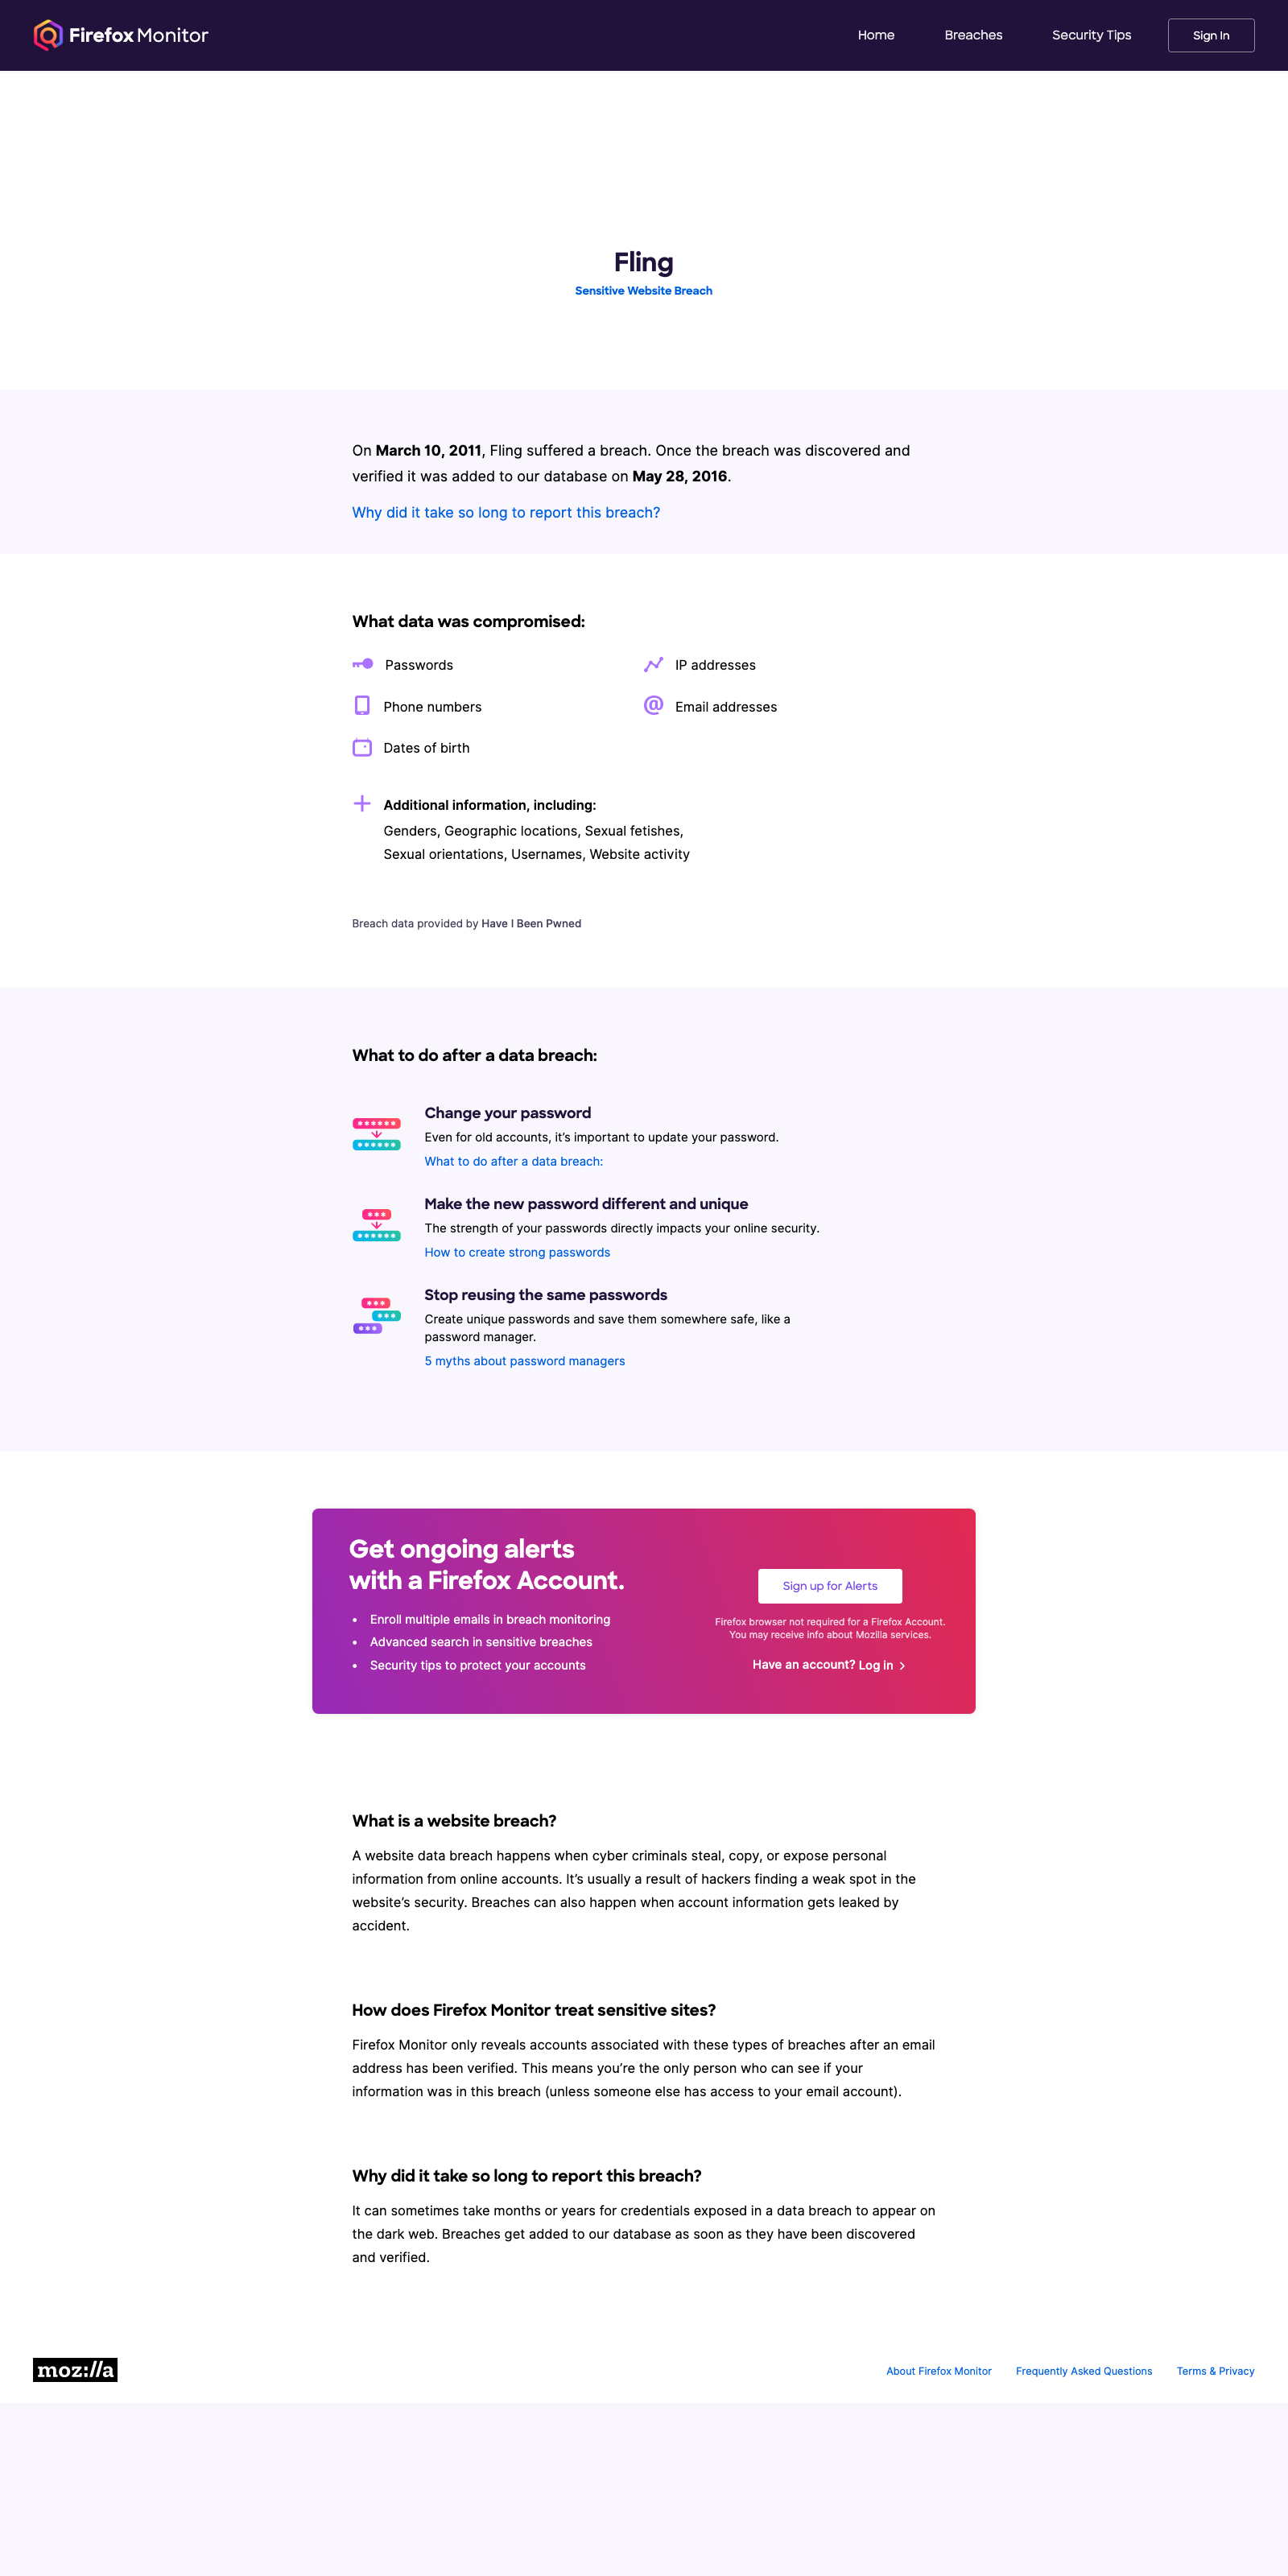 Firefox Monitor
Home
Breaches
Security Tips
Sign In
Fling
Sensitive Website Breach
On March 10, 2011, Fling suffered a breach. Once the breach was discovered and
verified it was added to our database on May 28, 2016.
Why did it take so long to report this breach?
What data was compromised:
Passwords
IP addresses
Phone numbers
Email addresses
Dates of birth
Additional information, including:
Genders, Geographic locations, Sexual fetishes,
Sexual orientations, Usernames, Website activity
Breach data provided by Have I Been Pwned
What to do after a data breach:
Change your password
Even for old accounts, it’s important to update your password.
What to do after a data breach:
Make the new password different and unique
The strength of your passwords directly impacts your online security.
How to create strong passwords
Stop reusing the same passwords
Create unique passwords and save them somewhere safe, like a
password manager.
5 myths about password managers
Get ongoing alerts
with a Firefox Account.
• Enroll multiple emails in breach monitoring
• Advanced search in sensitive breaches
• Security tips to protect your accounts
Sign up for Alerts
Firefox browser not required for a Firefox Account.
You may receive info about Mozilla services.
Have an account? Log in
What is a website breach?
A website data breach happens when cyber criminals steal, copy, or expose personal
information from online accounts. It’s usually a result of hackers finding a weak spot in the
website’s security. Breaches can also happen when account information gets leaked by
accident.
How does Firefox Monitor treat sensitive sites?
Firefox Monitor only reveals accounts associated with these types of breaches after an email
address has been verified. This means you’re the only person who can see if your
information was in this breach (unless someone else has access to your email account).
Why did it take so long to report this breach?
It can sometimes take months or years for credentials exposed in a data breach to appear on
the dark web. Breaches get added to our database as soon as they have been discovered
and verified.
moz://a
About Firefox Monitor
Frequently Asked Questions
Terms & Privacy